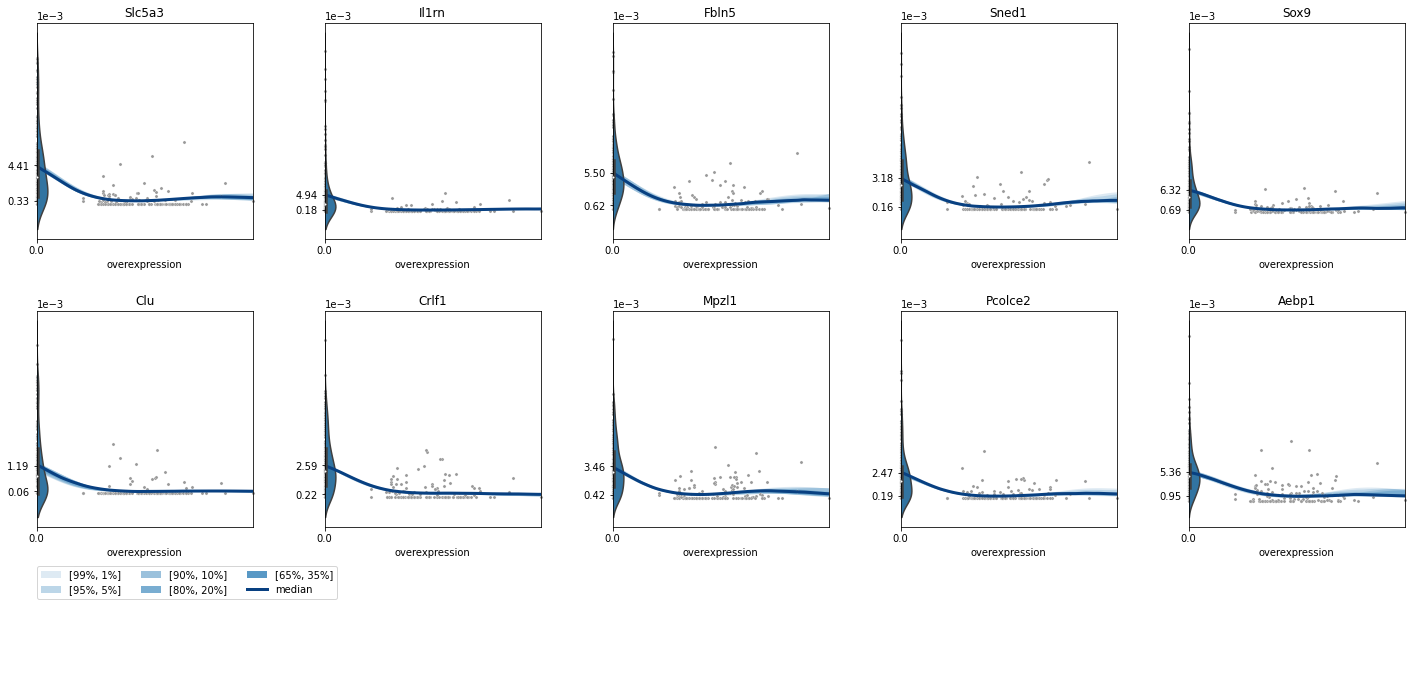 Slc5a3 Il1rn Fbln5 Sned1 Sox9
1e−3 1e−3 1e−3 1e−3 1e−3
4.41 4.94 5.50 3.18 6.32
0.33 0.18 0.62 0.16 0.69
0.0 0.0 0.0 0.0 0.0
overexpression overexpression overexpression overexpression overexpression
Clu Crlf1 Mpzl1 Pcolce2 Aebp1
1e−3 1e−3 1e−3 1e−3 1e−3
1.19 2.59 3.46 2.47 5.36
0.06 0.22 0.42 0.19 0.95
0.0 0.0 0.0 0.0 0.0
overexpression overexpression overexpression overexpression overexpression
[99%, 1%] [90%, 10%] [65%, 35%]
[95%, 5%] [80%, 20%] median